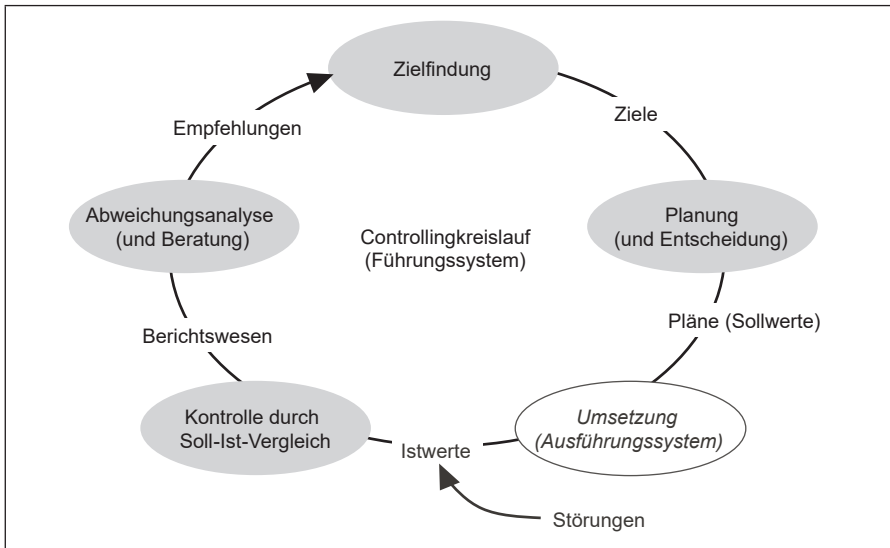 Zielfindung
Ziele
Planung
(und Entscheidung)
Pläne (Sollwerte)
Umsetzung
(Ausführungssystem)
Istwerte
Störungen
Kontrolle durch
Soll-Ist-Vergleich
Berichtswesen
Abweichungsanalyse
(und Beratung)
Empfehlungen
Controllingkreislauf
(Führungssystem)